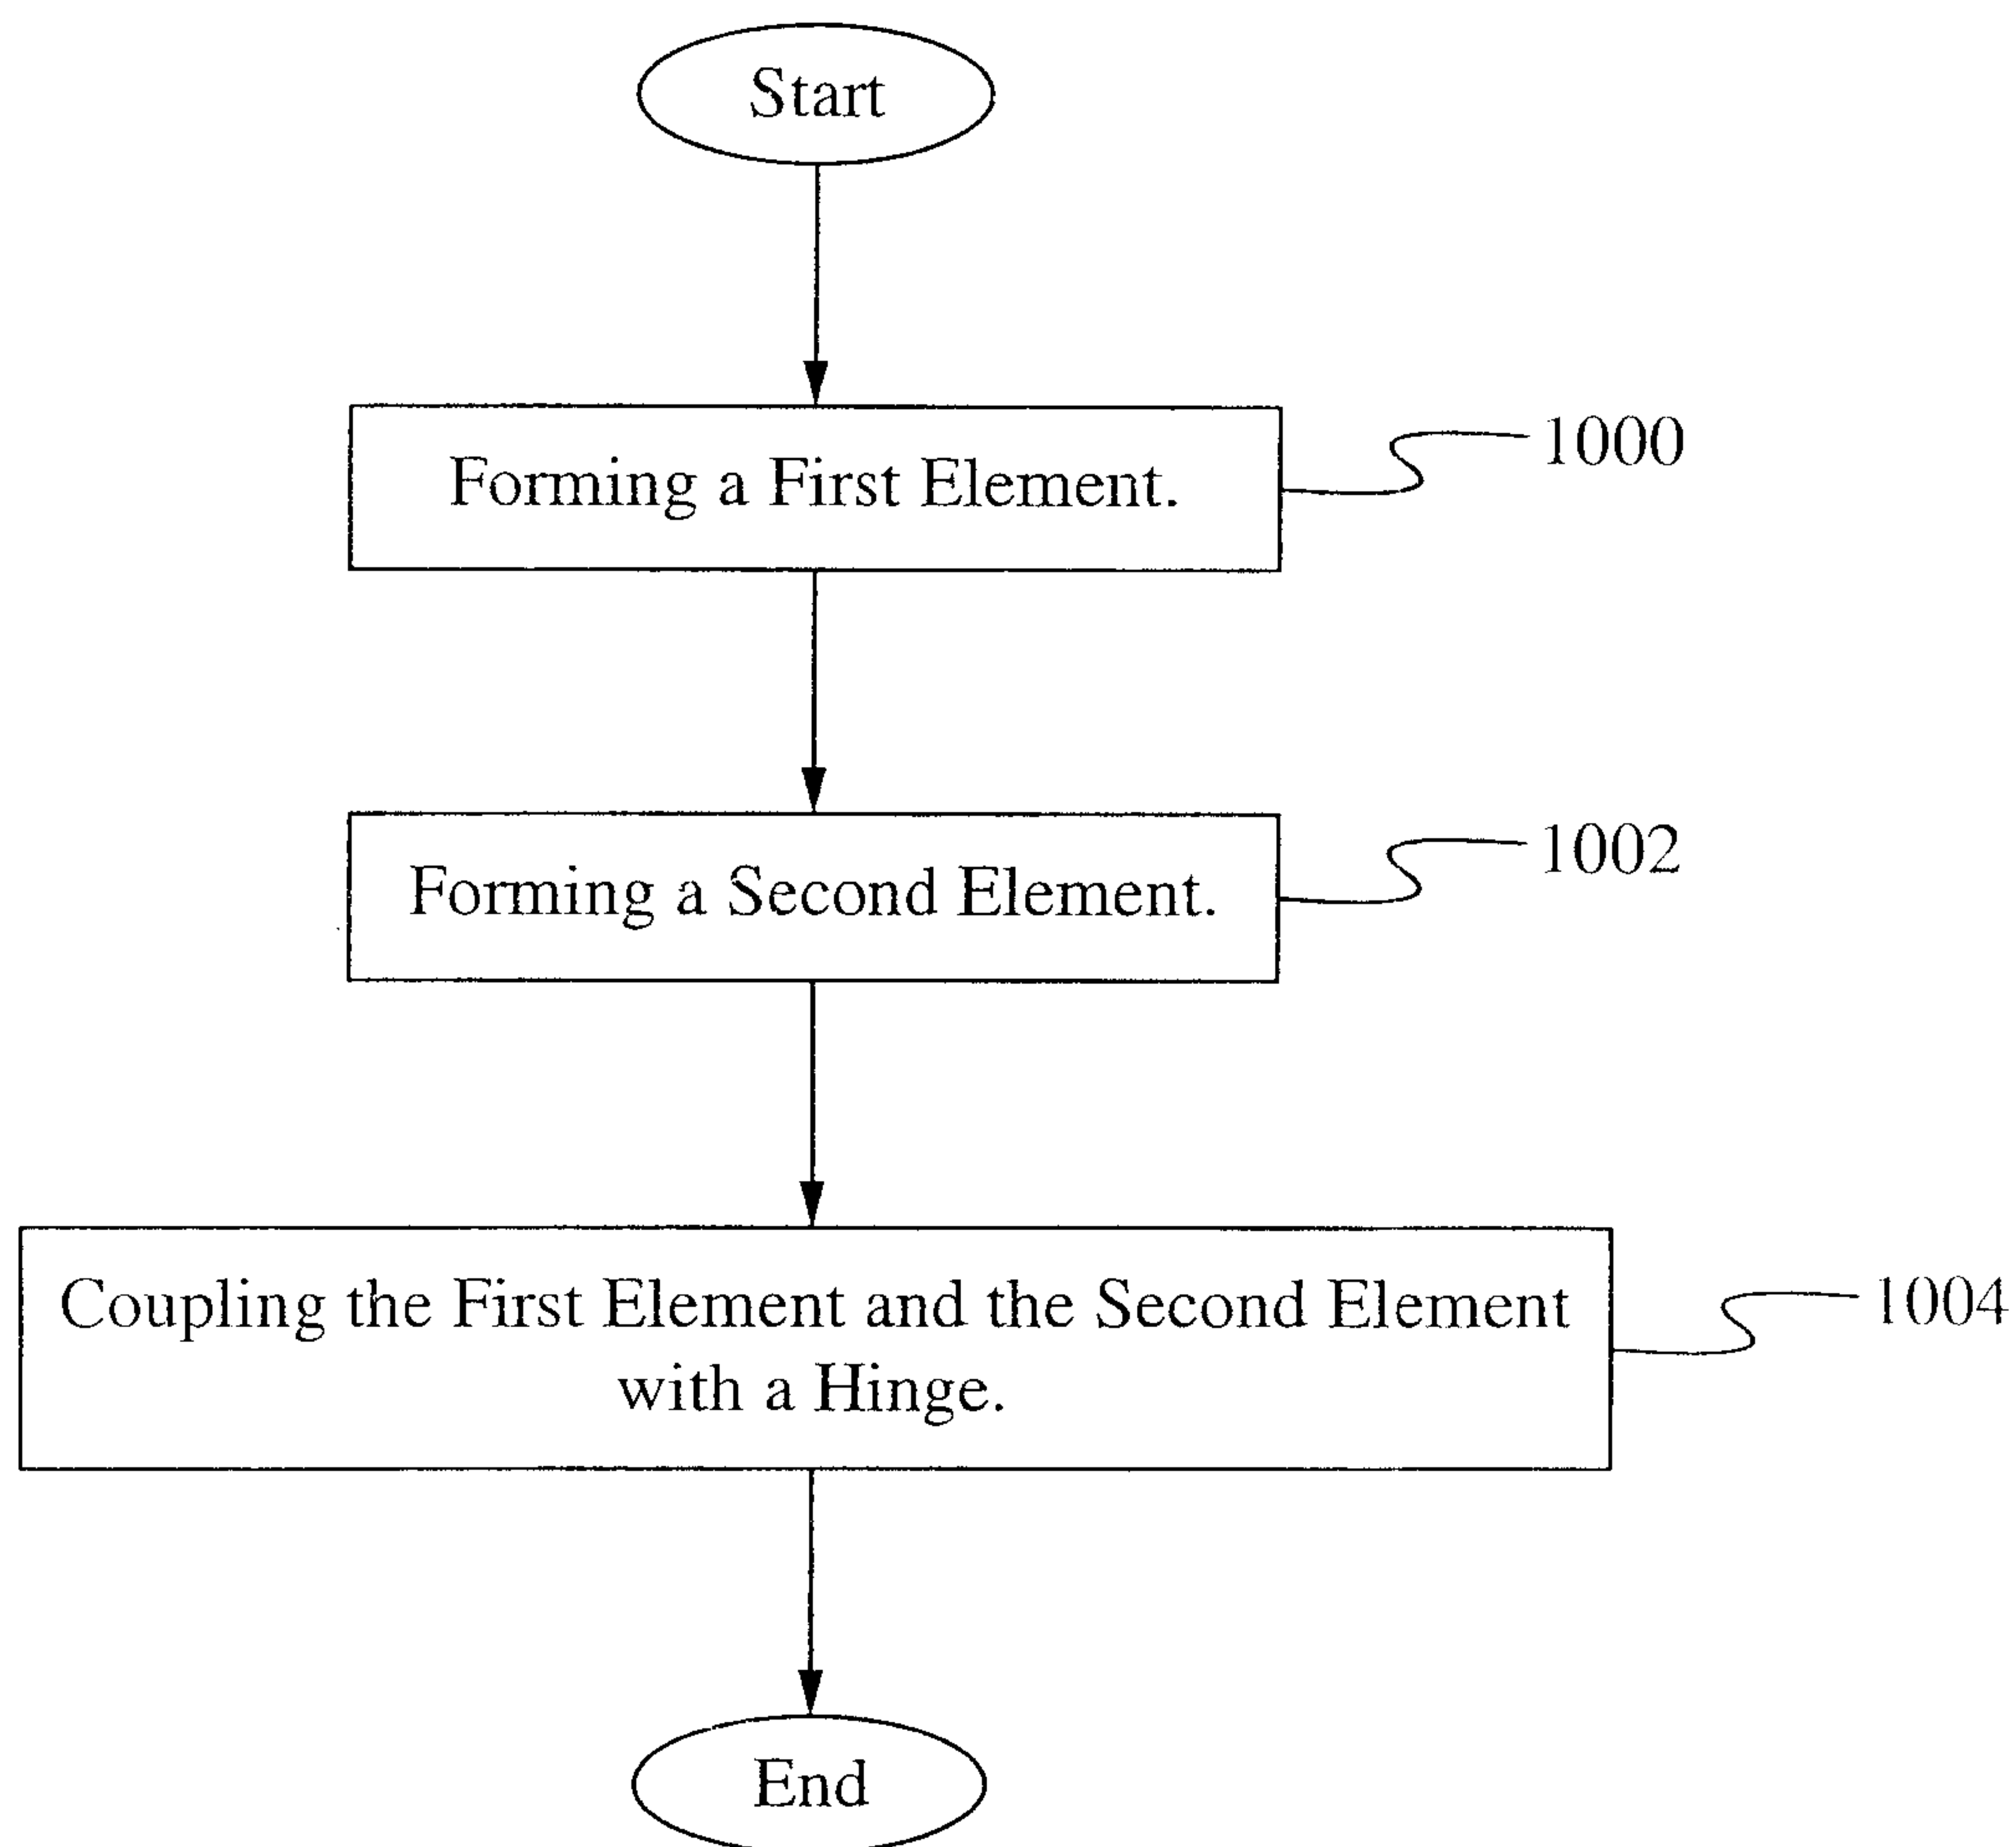 Start
Forming a First Element.
1000
Forming a Second Element.
1002
Coupling the First Element and the Second Element
with a Hinge.
1004
End